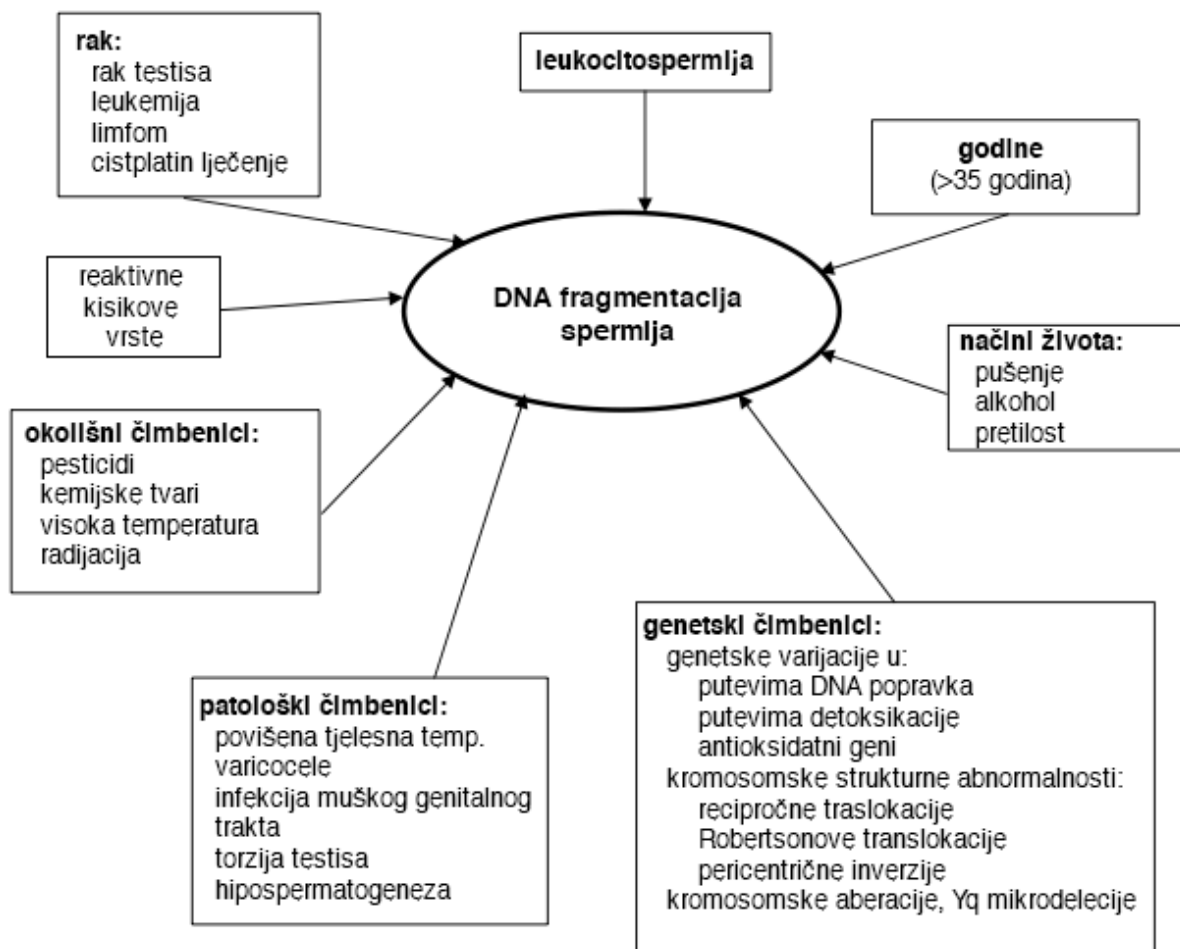 rak:
rak testisa
leukemija
limfom
cistplatin lječenje
leukocitospermija
godine
(>35 godina)
reaktivne
kisikove
vrste
DNA fragmentacija
spermija
načini života:
pušenje
alkohol
pretilost
okolišni čimbenici:
pesticidi
kemijske tvari
visoka temperatura
radijacija
patološki čimbenici:
povišena tjelesna temp.
varicocele
infekcija muškog genitalnog
trakta
torzija testisa
hipospermatogeneza
genetski čimbenici:
genetske varijacije u:
putevima DNA popravka
putevima detoksikacije
antioksidatni geni
kromosomske strukturne abnormalnosti:
recipročne traslokacije
Robertsonove translokacije
pericentrične inverzije
kromosomske aberacije, Yq mikrodelecije